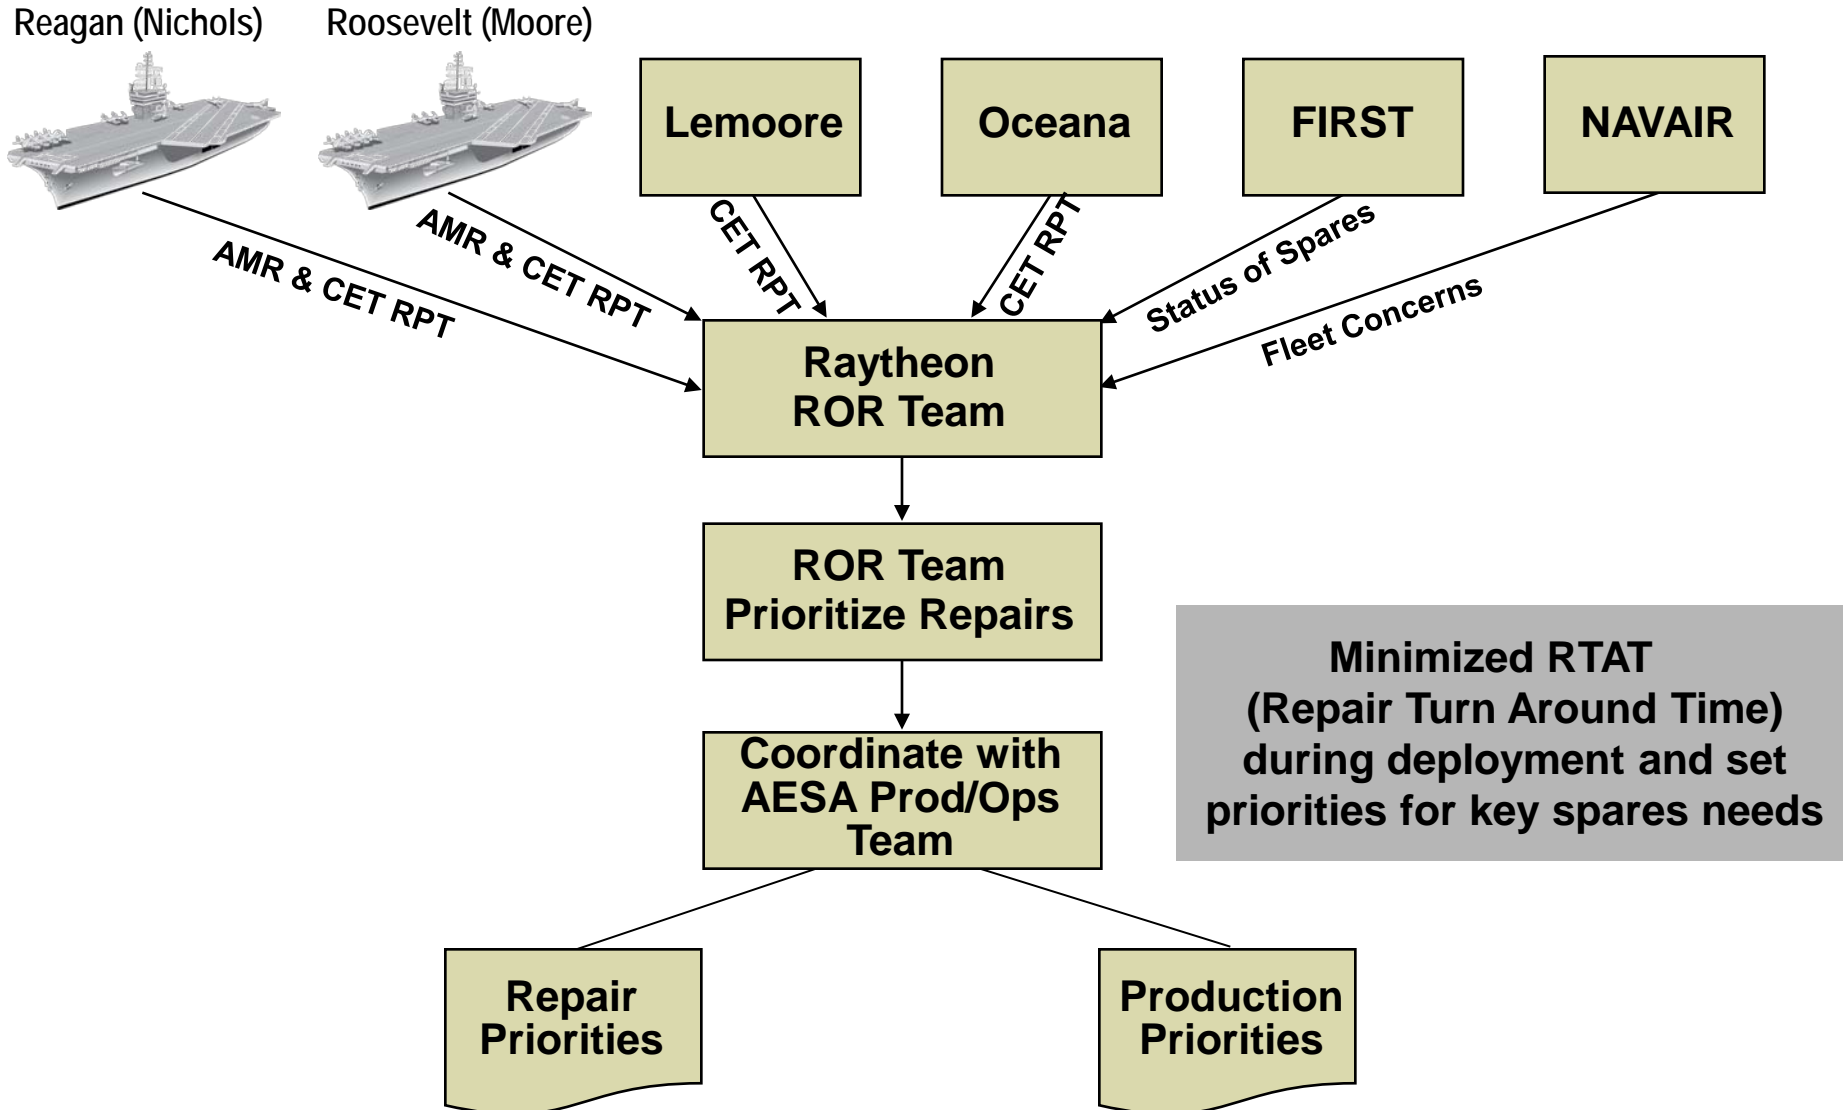 Reagan (Nichols)
Roosevelt (Moore)
Lemoore
Oceana
FIRST
NAVAIR
AMR & CET RPT
AMR & CET RPT
CET RPT
CET RPT
Status of Spares
Fleet Concerns
Raytheon
ROR Team
ROR Team
Prioritize Repairs
Minimized RTAT
(Repair Turn Around Time)
during deployment and set
priorities for key spares needs
Coordinate with
AESA Prod/Ops
Team
Repair
Priorities
Production
Priorities